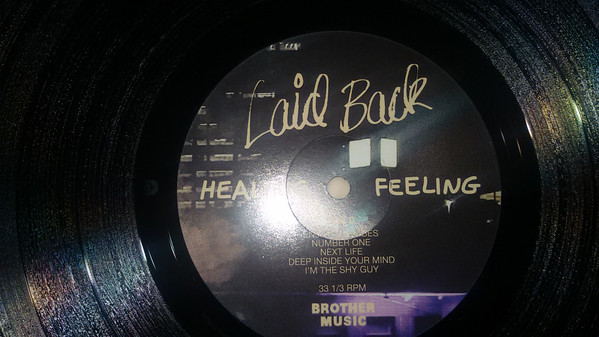 Laid Back
FEELING
NUMBER ONE
NEXT LIFE
DEEP INSIDE YOUR MIND
I'M THE SHY GUY
33 1/3 RPM
BROTHER
MUSIC